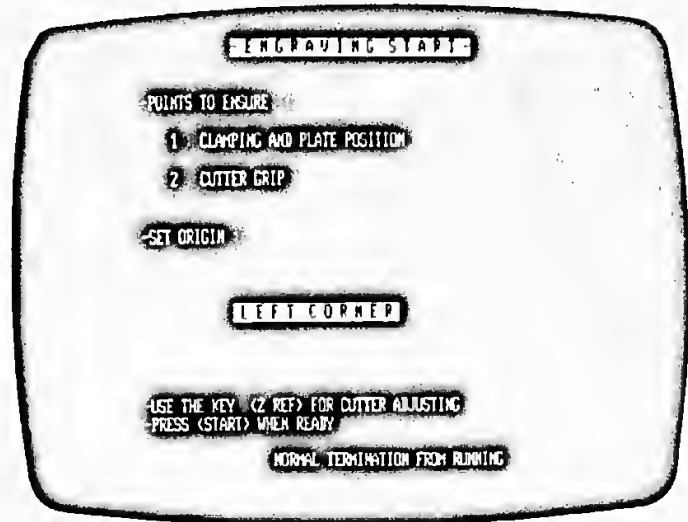 -ENGRAVING START-
-POINTS TO ENSURE
1 CLAMPING AND PLATE POSITION
2 CUTTER GRIP
-SET ORIGIN
LEFT CORNER
-USE THE KEY <Z REF> FOR CUTTER ADJUSTING
-PRESS <START> WHEN READY
NORMAL TERMINATION FROM RUNNING